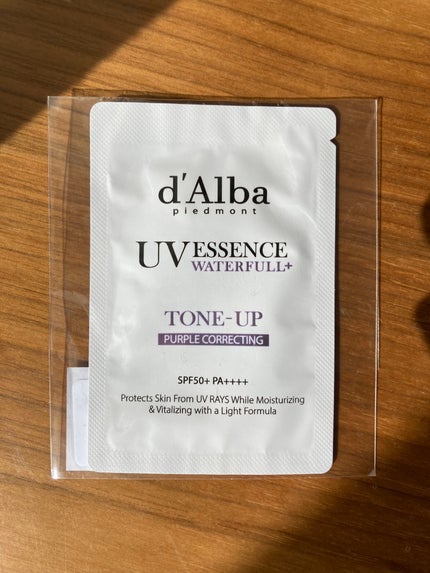 d'Alba
piedmont
UV ESSENCE
WATERFULL+
TONE-UP
PURPLE CORRECTING
SPF50+ PA++++
Protects Skin From UV RAYS While Moisturizing
& Vitalizing with a Light Formula